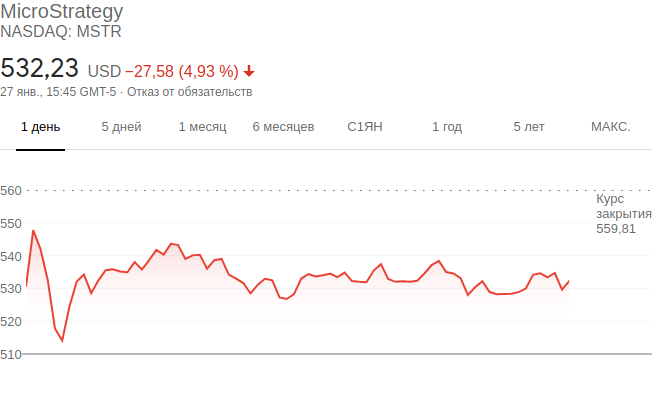 MicroStrategy
NASDAQ: MSTR
532,23 USD −27,58 (4,93 %)
27 янв., 15:45 GMT-5 · Отказ от обязательств
1 день 5 дней 1 месяц 6 месяцев С1ЯН 1 год 5 лет МАКС.
560
Курс
закрытия
559,81
550
540
530
520
510